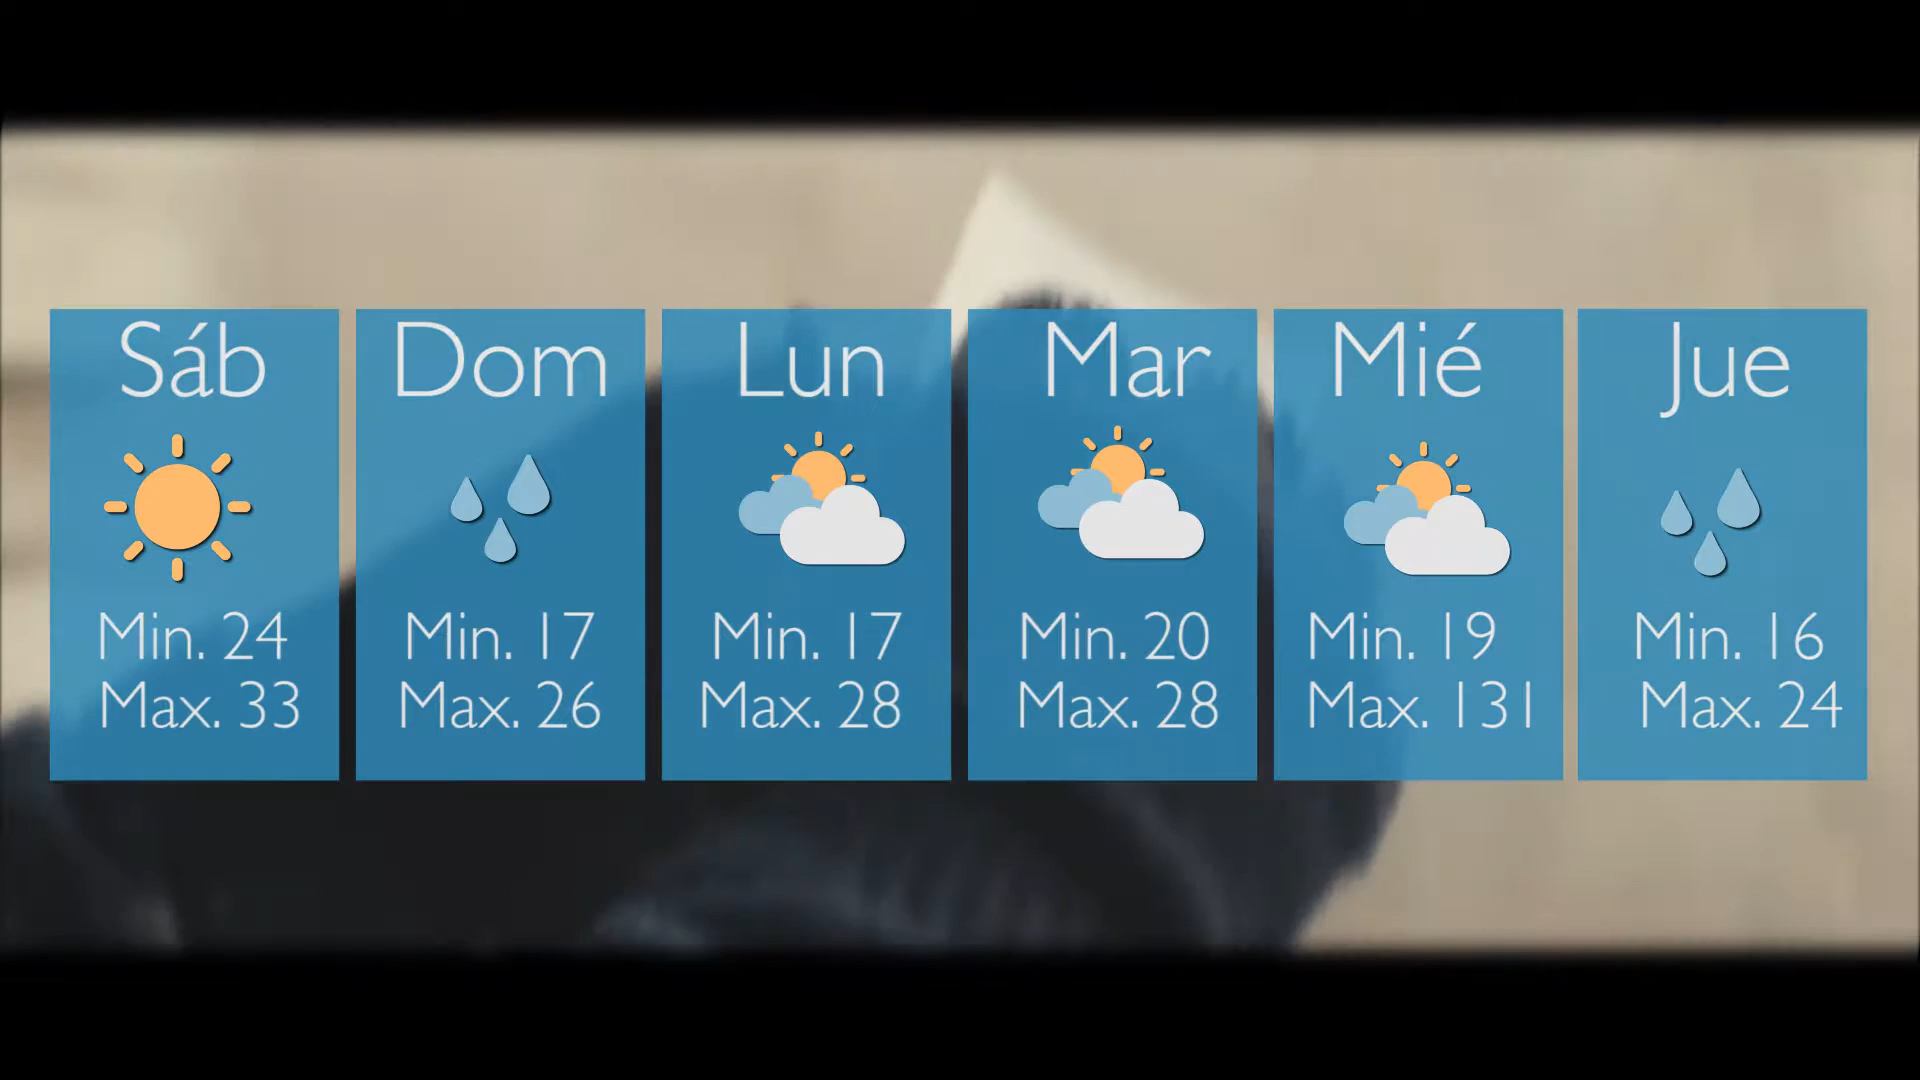 Sáb
Min. 24
Max. 33
Dom
Min. 17
Max. 26
Lun
Min. 17
Max. 28
Mar
Min. 20
Max. 28
Mié
Min. 19
Max. 131
Jue
Min. 16
Max. 24